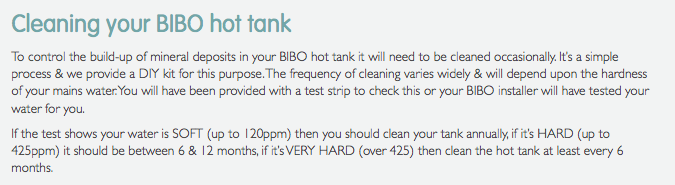 Cleaning your BIBO hot tank
To control the build-up of mineral deposits in your BIBO hot tank it will need to be cleaned occasionally. It's a simple
process & we provide a DIY kit for this purpose. The frequency of cleaning varies widely & will depend upon the hardness
of your mains water. You will have been provided with a test strip to check this or your BIBO installer will have tested your
water for you.
If the test shows your water is SOFT (up to 120ppm) then you should clean your tank annually, if it's HARD (up to
425ppm) it should be between 6 & 12 months, if it's VERY HARD (over 425) then clean the hot tank at least every 6
months.